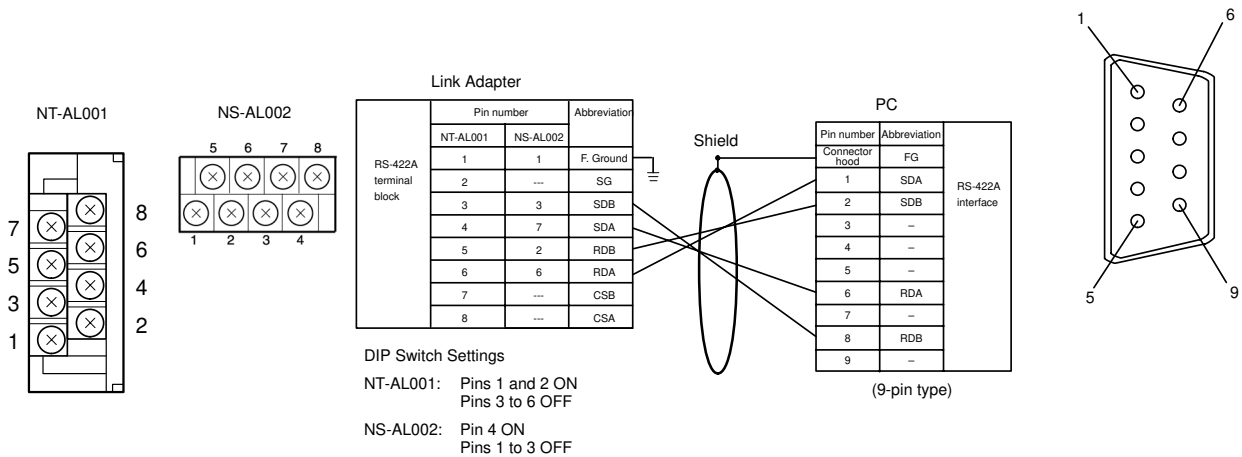 NT-AL001
8
7
6
5
4
3
2
1
NS-AL002
5 6 7 8
1 2 3 4
Link Adapter
RS-422A terminal block
Pin number Abbreviation
NT-AL001 NS-AL002
1 1 F. Ground
2 --- SG
3 3 SDB
4 7 SDA
5 2 RDB
6 6 RDA
7 --- CSB
8 --- CSA
DIP Switch Settings
NT-AL001: Pins 1 and 2 ON
Pins 3 to 6 OFF
NS-AL002: Pin 4 ON
Pins 1 to 3 OFF
Shield
PC
Pin number Abbreviation
Connector hood FG
1 SDA
2 SDB
3 –
4 –
5 –
6 RDA
7 –
8 RDB
9 –
RS-422A interface
(9-pin type)
1 6
5 9